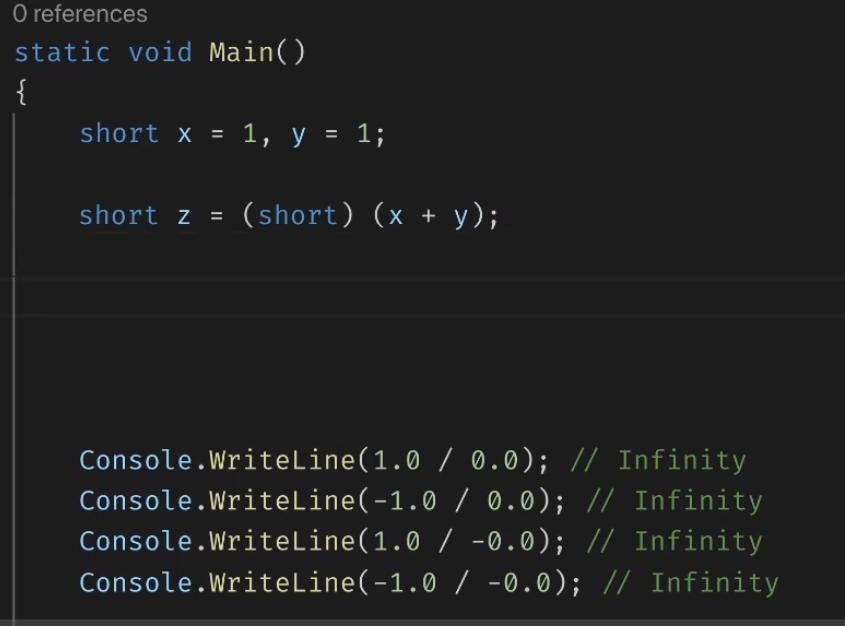 0 references
static void Main()
{
short x = 1, y = 1;
short z = (short) (x + y);
Console.WriteLine(1.0 / 0.0); // Infinity
Console.WriteLine(-1.0 / 0.0); // Infinity
Console.WriteLine(1.0 / -0.0); // Infinity
Console.WriteLine(-1.0 / -0.0); // Infinity